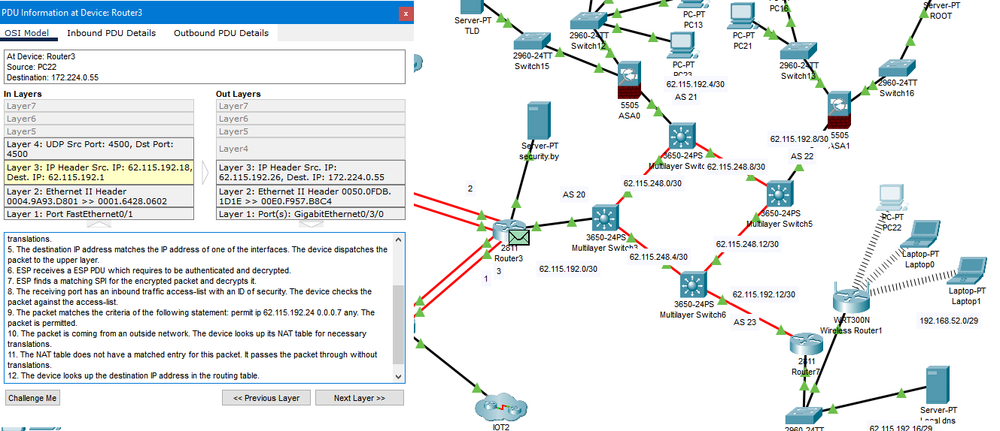 PDU Information at Device: Router3
x
OSI Model
Inbound PDU Details
Outbound PDU Details
At Device: Router3
Source: PC22
Destination: 172.224.0.55
In Layers
Layer7
Layer6
Layer5
Layer 4: UDP Src Port: 4500, Dst Port:
4500
Layer 3: IP Header Src. IP: 62.115.192.18,
Dest. IP: 62.115.192.1
Layer 2: Ethernet II Header
0004.9A93.D801 >> 0001.6428.0602
Layer 1: Port FastEthernet0/1
Out Layers
Layer7
Layer6
Layer5
Layer4
Layer 3: IP Header Src. IP:
62.115.192.26, Dest. IP: 172.224.0.55
Layer 2: Ethernet II Header 0050.0FDB.
1D1E >> 00E0.F957.B8C4
Layer 1: Port(s): GigabitEthernet0/3/0
translations.
5. The destination IP address matches the IP address of one of the interfaces. The device dispatches the
packet to the upper layer.
6. ESP receives a ESP PDU which requires to be authenticated and decrypted.
7. ESP finds a matching SPI for the encrypted packet and decrypts it.
8. The receiving port has an inbound traffic access-list with an ID of security. The device checks the
packet against the access-list.
9. The packet matches the criteria of the following statement: permit ip 62.115.192.24 0.0.0.7 any. The
packet is permitted.
10. The packet is coming from an outside network. The device looks up its NAT table for necessary
translations.
11. The NAT table does not have a matched entry for this packet. It passes the packet through without
translations.
12. The device looks up the destination IP address in the routing table.
Challenge Me
<< Previous Layer
Next Layer >>
Server-PT
TLD
2960-24TT
Switch15
2960-24TT
Switch12
PC-PT
PC13
PC-PT
PC23
62.115.192.4/30
AS 21
5505
ASA0
PC-PT
PC21
PC16
2960-24TT
Switch13
Server-PT
ROOT
2960-24TT
Switch16
5505
ASA1
62.115.192.8/30
AS 22
Server-PT
security.by
3650-24PS
Multilayer Switc
62.115.248.8/30
62.115.248.0/30
3650-24PS
Multilayer Switch5
2
AS 20
2811
Router3
3
1
62.115.192.0/30
3650-24PS
Multilayer Switch3
62.115.248.4/30
62.115.248.12/30
3650-24PS
Multilayer Switch6
62.115.192.12/30
AS 23
PC-PT
PC22
Laptop-PT
Laptop0
Laptop-PT
Laptop1
WRT300N
Wireless Router1
192.168.52.0/29
2811
Router7
Server-PT
Local dns
2960-24TT
62.115.192.16/29
IOT2